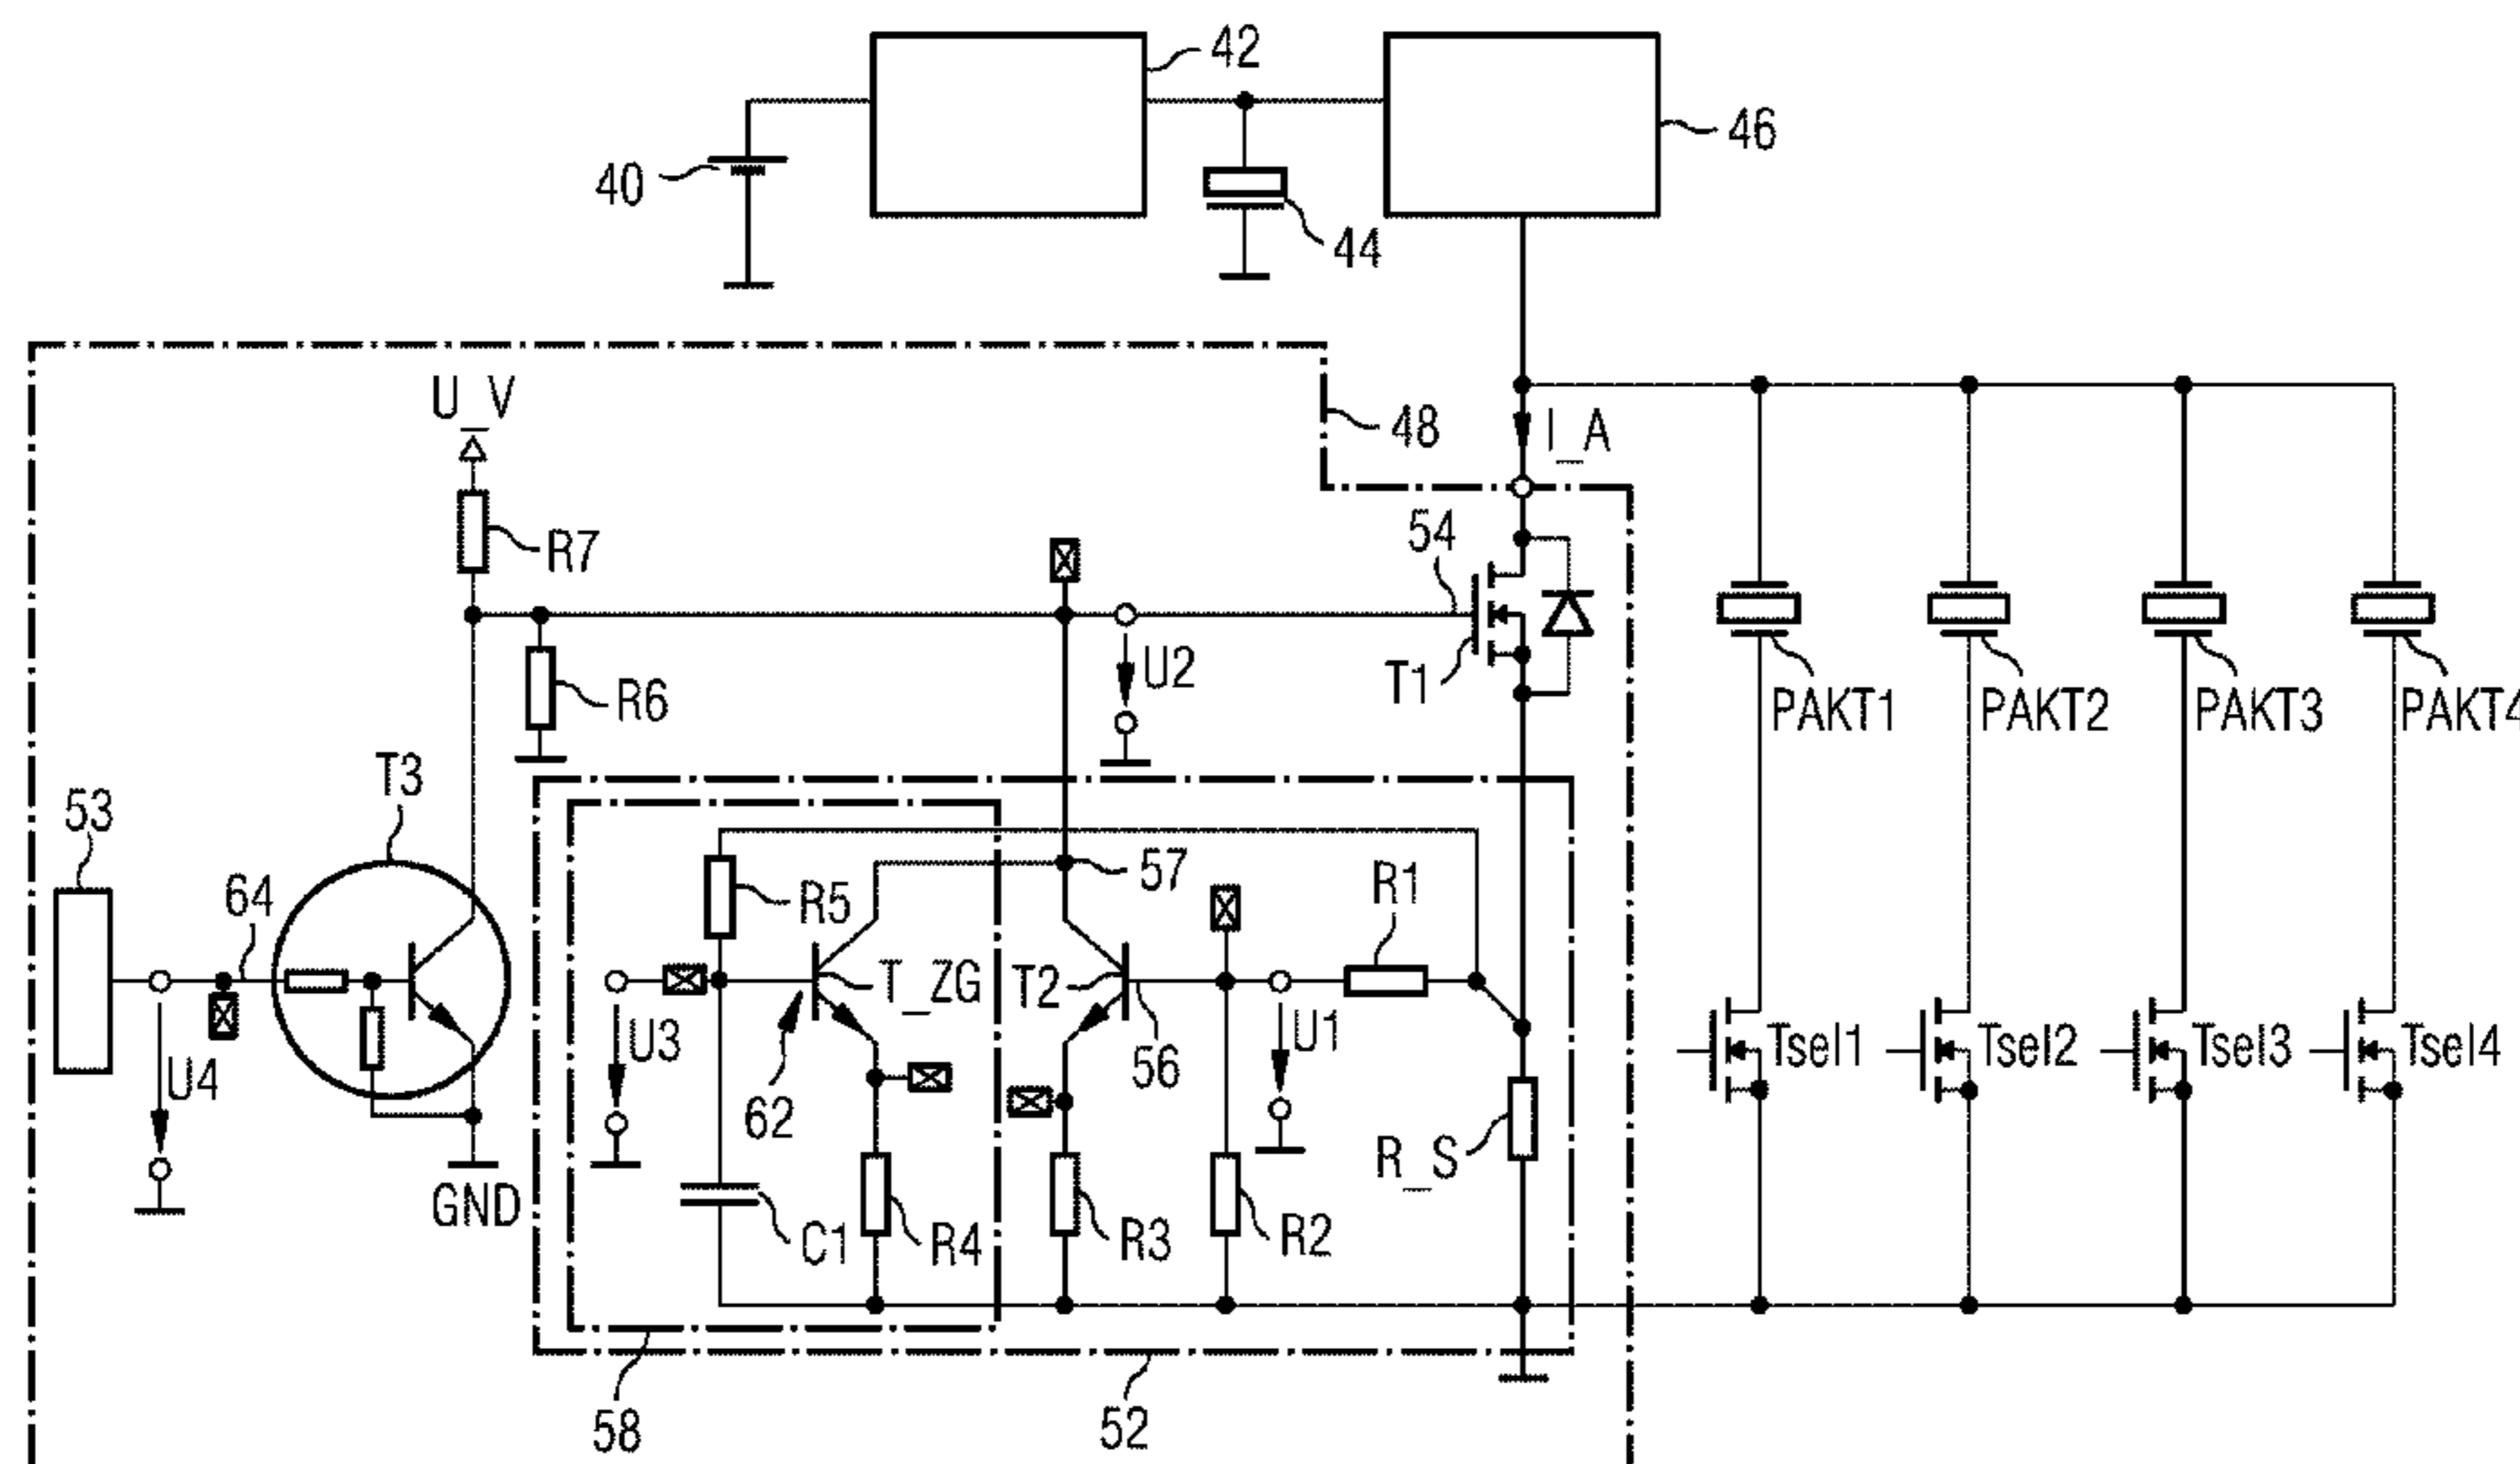 42
46
40
44
U_V
48
I_A
R7
54
R6
U2
T1
PAKT1
PAKT2
PAKT3
PAKT4
T3
53
64
57
R1
R5
T_ZG
T2
U3
U1
U4
56
62
Tsel1
Tsel2
Tsel3
Tsel4
R_S
GND
C1
R4
R3
R2
58
52